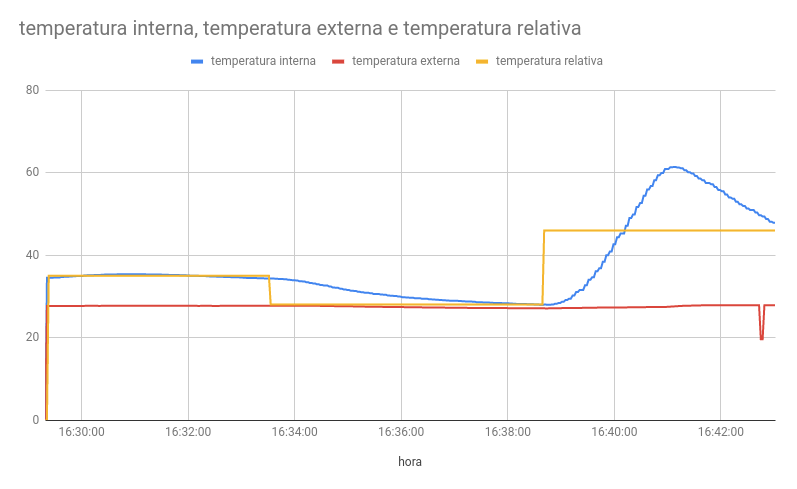 temperatura interna, temperatura externa e temperatura relativa
temperatura interna temperatura externa temperatura relativa
80
60
40
20
0
16:30:00 16:32:00 16:34:00 16:36:00 16:38:00 16:40:00 16:42:00
hora